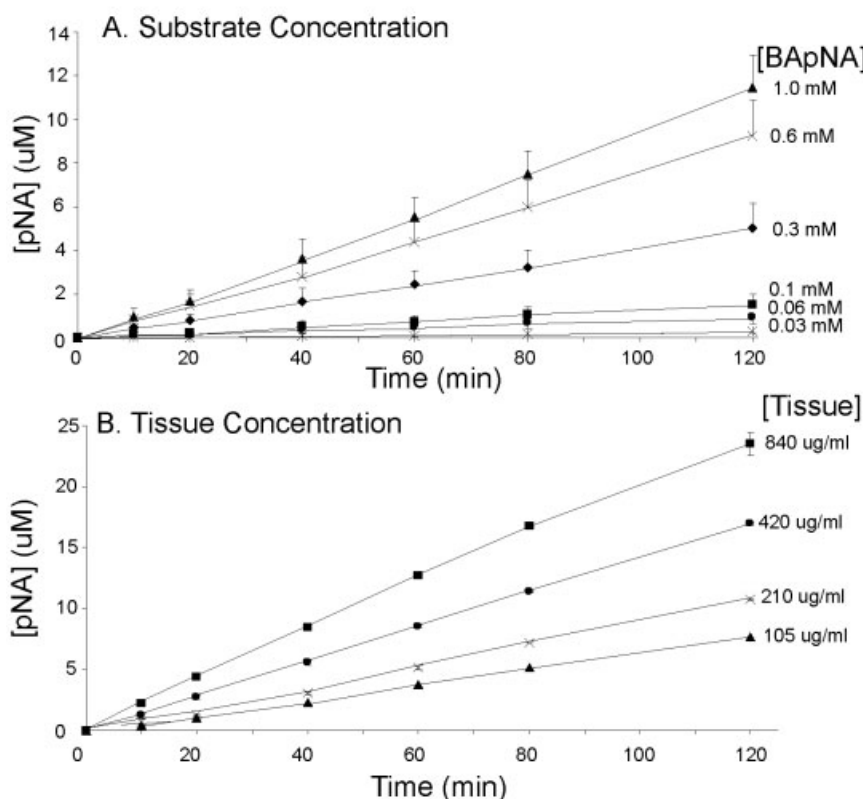 A. Substrate Concentration
[BApNA]
14
12
10
8
6
4
2
0
[pNA] (uM)
1.0 mM
0.6 mM
0.3 mM
0.1 mM
0.06 mM
0.03 mM
0 20 40 60 80 100 120
Time (min)
B. Tissue Concentration
[Tissue]
25
20
15
10
5
0
[pNA] (uM)
840 ug/ml
420 ug/ml
210 ug/ml
105 ug/ml
0 20 40 60 80 100 120
Time (min)